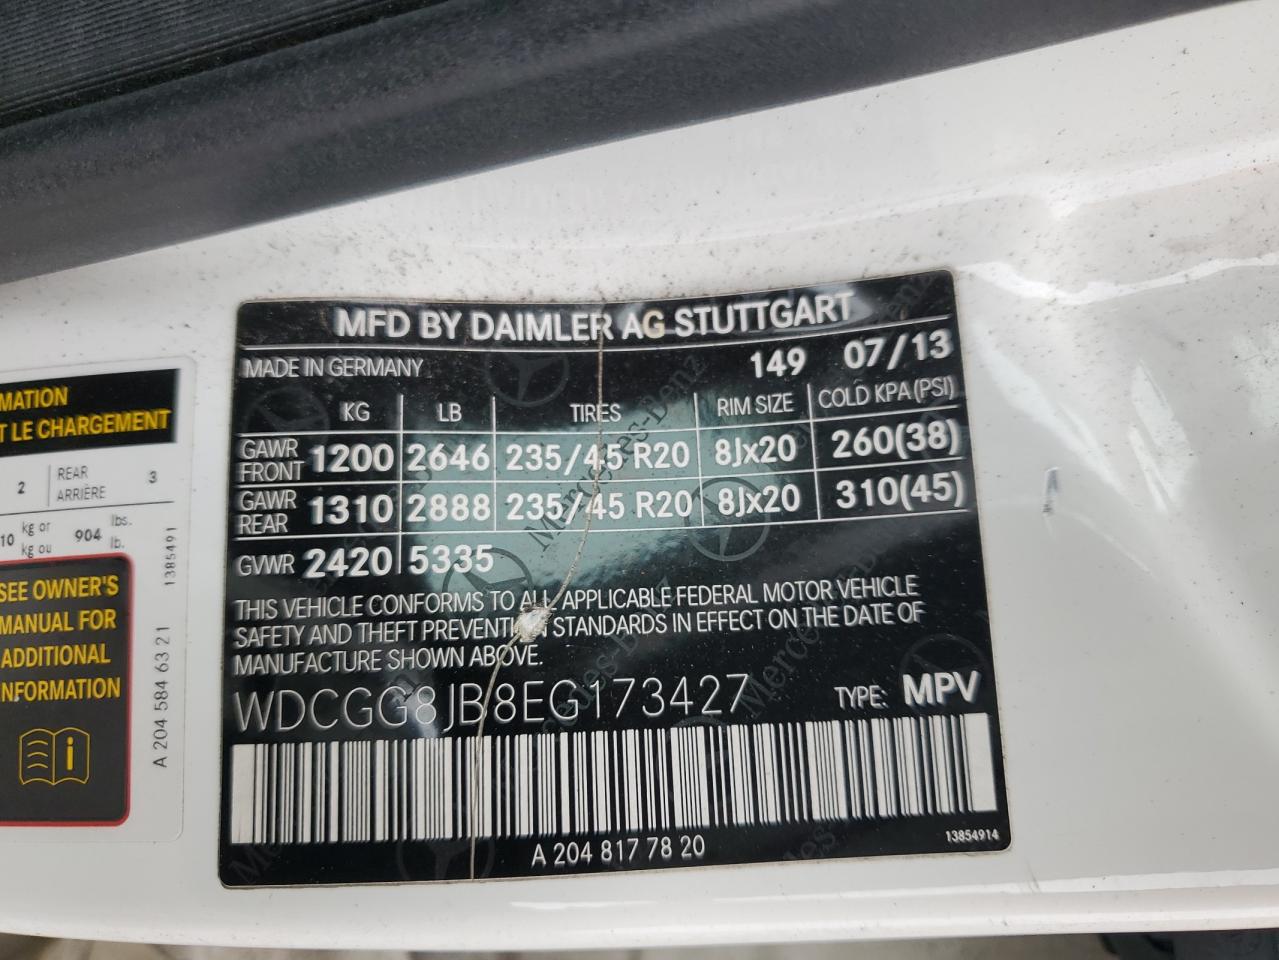 MATION
T LE CHARGEMENT
2 REAR ARRIÈRE 3
10 kg or kg ou 904 lbs. lb.
SEE OWNER'S
MANUAL FOR
ADDITIONAL
INFORMATION
A 204 584 63 21 1385491
MFD BY DAIMLER AG STUTTGART
MADE IN GERMANY 149 07/13
KG LB TIRES RIM SIZE COLD KPA (PSI)
GAWR FRONT 1200 2646 235/45 R20 8Jx20 260(38)
GAWR REAR 1310 2888 235/45 R20 8Jx20 310(45)
GVWR 2420 5335
THIS VEHICLE CONFORMS TO ALL APPLICABLE FEDERAL MOTOR VEHICLE
SAFETY AND THEFT PREVENTION STANDARDS IN EFFECT ON THE DATE OF
MANUFACTURE SHOWN ABOVE.
WDCGG8JB8EG173427 TYPE: MPV
A 204 817 78 20 13854914